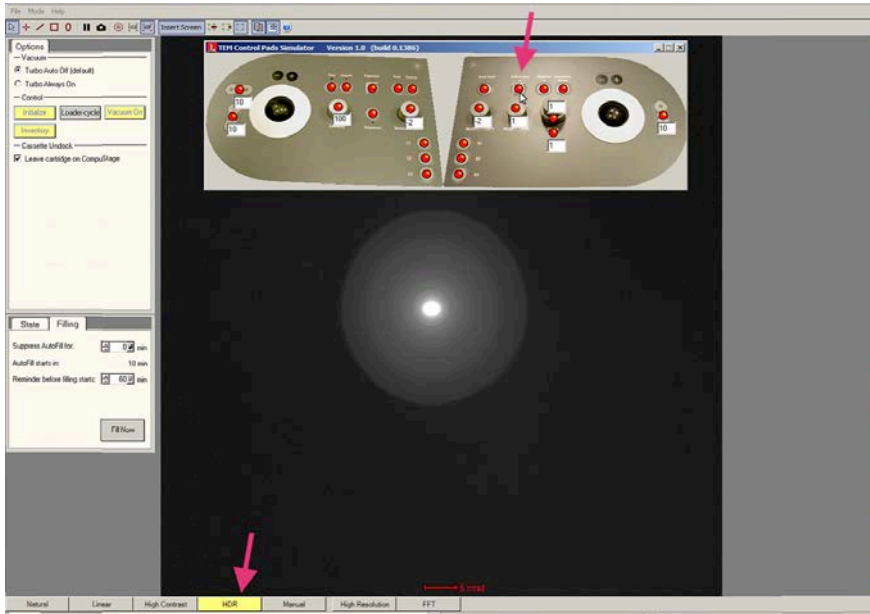 File Mode Help
Insert Screen
Options
Vacuum
Turbo Auto Off (default)
Turbo Always On
Control
Initialize Loader-cycle Vacuum On
Inventory
Cassette Undock
Leave cartridge on CompuStage
State Filling
Suppress AutoFill for: 0 min
AutoFill starts in: 10 min
Reminder before filling starts: 60 min
Fill Now
TEM Control Pads Simulator Version 1.0 (build 0.1386)
10
10
100
-2
-2
1
1
1
10
Natural Linear High Contrast HDR Manual High Resolution FFT